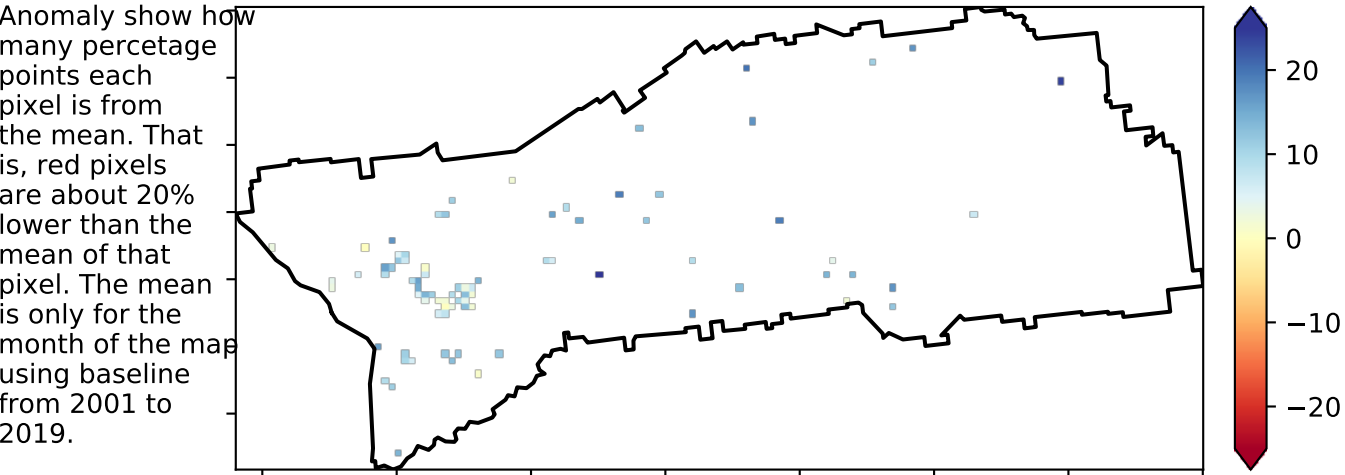 Anomaly show how
many percetage
points each
pixel is from
the mean. That
is, red pixels
are about 20%
lower than the
mean of that
pixel. The mean
is only for the
month of the map
using baseline
from 2001 to
2019.
20
10
0
−10
−20